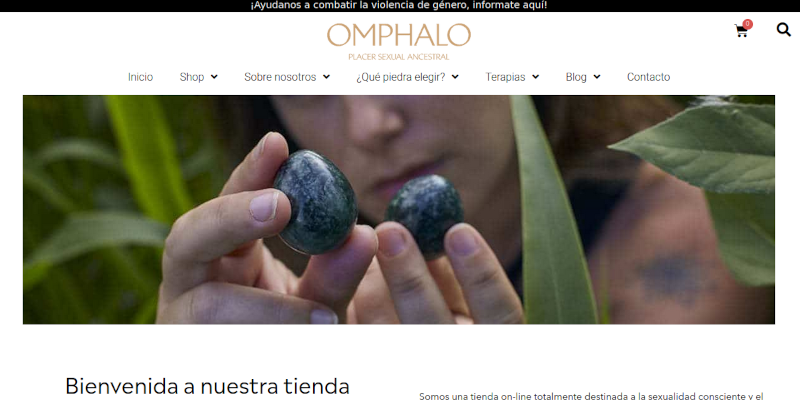 ¡Ayudanos a combatir la violencia de género, informate aquí!
OMPHALO
PLACER SEXUAL ANCESTRAL
0
Inicio Shop Sobre nosotros ¿Qué piedra elegir? Terapias Blog Contacto
Bienvenida a nuestra tienda
Somos una tienda on-line totalmente destinada a la sexualidad consciente y el